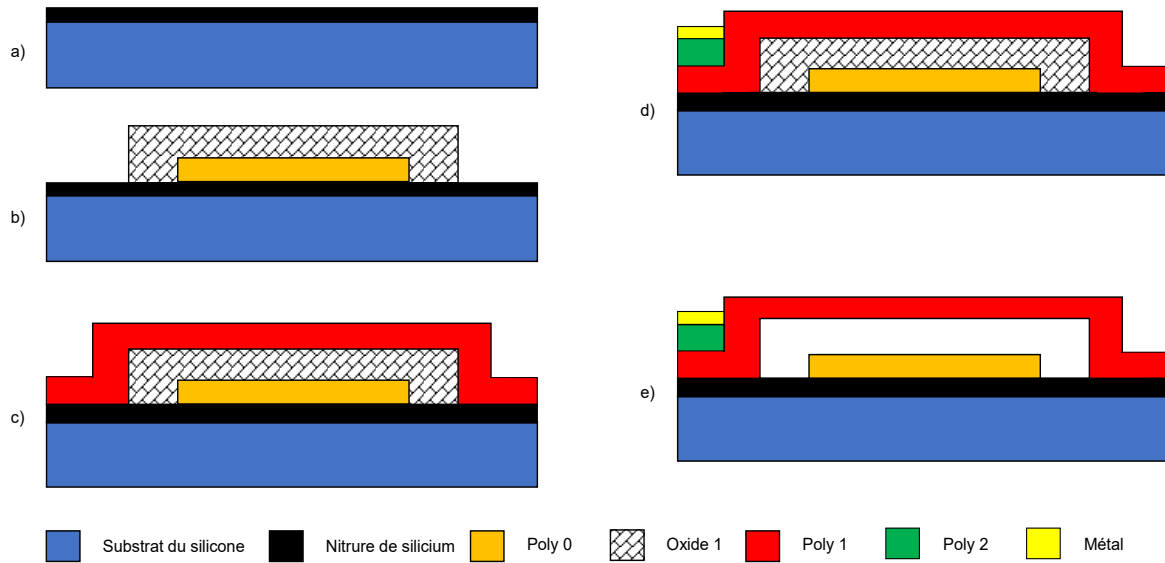 a)
b)
c)
d)
e)
Substrat du silicone
Nitrure de silicium
Poly 0
Oxide 1
Poly 1
Poly 2
Métal